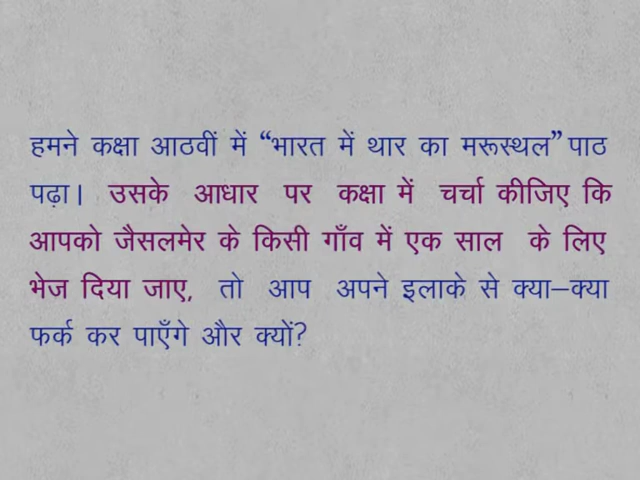 हमने कक्षा आठवीं में “भारत में थार का मरूस्थल” पाठ
पढ़ा। उसके आधार पर कक्षा में चर्चा कीजिए कि
आपको जैसलमेर के किसी गाँव में एक साल के लिए
भेज दिया जाए, तो आप अपने इलाके से क्या–क्या
फर्क कर पाएँगे और क्यों?